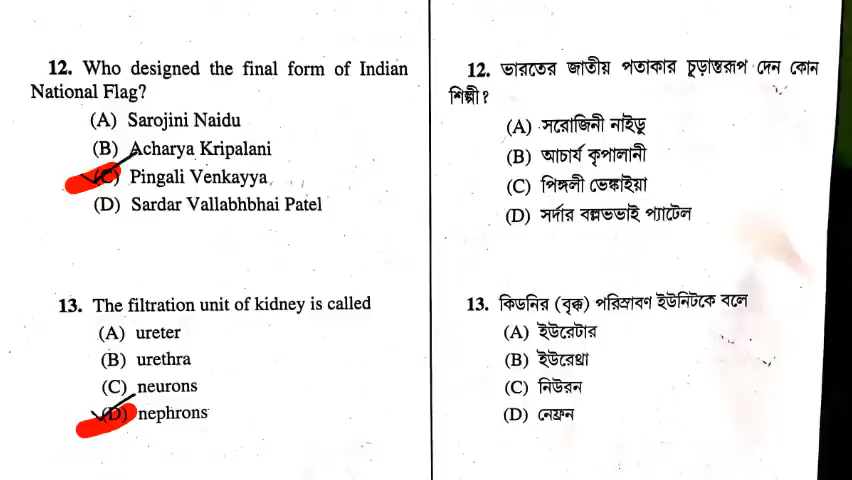 12. Who designed the final form of Indian
National Flag?
(A) Sarojini Naidu
(B) Acharya Kripalani
(C) Pingali Venkayya
(D) Sardar Vallabhbhai Patel
13. The filtration unit of kidney is called
(A) ureter
(B) urethra
(C) neurons
(D) nephrons
12. ভারতের জাতীয় পতাকার চূড়ান্তরূপ দেন কোন
শিল্পী?
(A) সরোজিনী নাইডু
(B) আচার্য কৃপালানী
(C) পিঙ্গলী ভেঙ্কাইয়া
(D) সর্দার বল্লভভাই প্যাটেল
13. কিডনির (বৃক্ক) পরিস্রাবণ ইউনিটকে বলে
(A) ইউরেটার
(B) ইউরেথ্রা
(C) নিউরন
(D) নেফ্রন